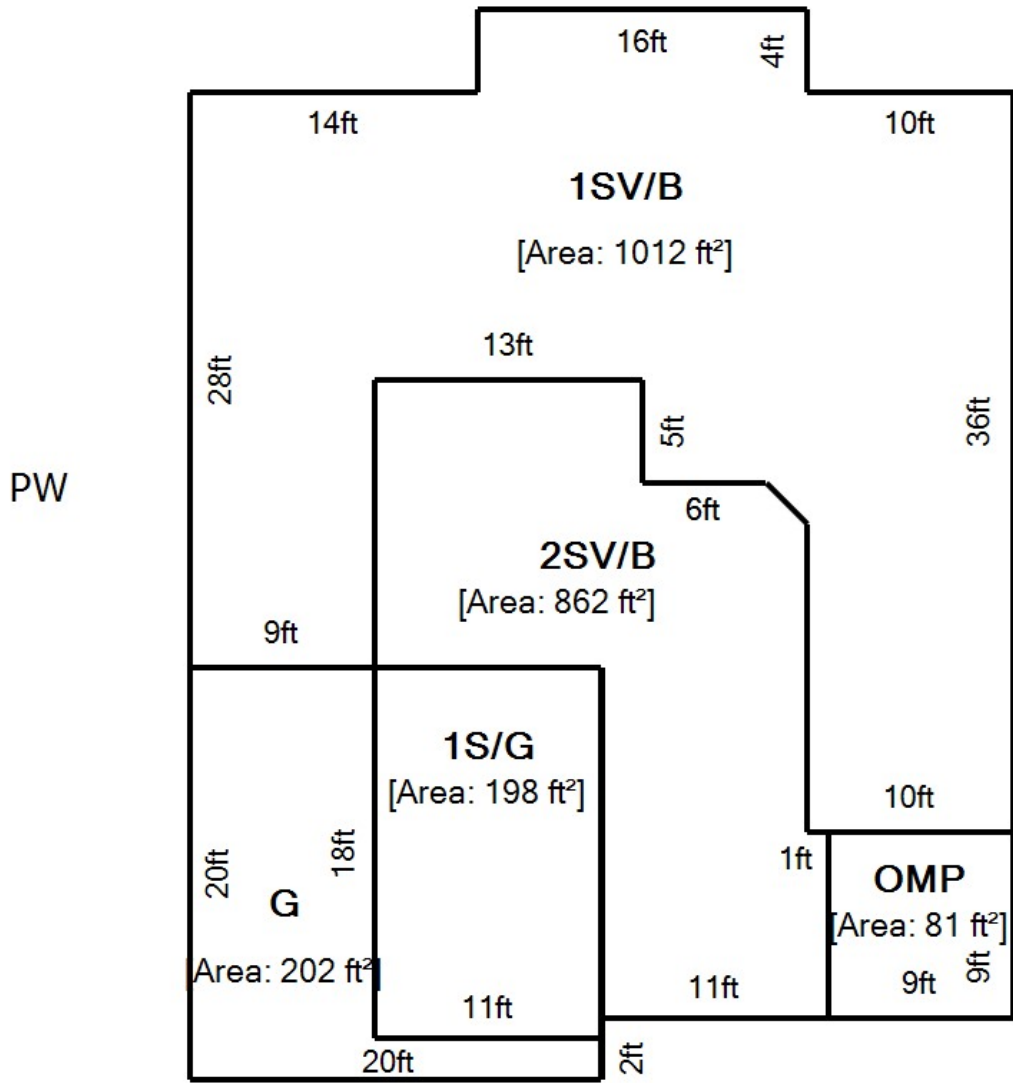 16ft
4ft
14ft
10ft
1SV/B
[Area: 1012 ft²]
13ft
28ft
5ft
36ft
PW
6ft
2SV/B
[Area: 862 ft²]
9ft
1S/G
[Area: 198 ft²]
10ft
20ft
18ft
1ft
OMP
[Area: 81 ft²]
G
[Area: 202 ft²]
11ft
11ft
9ft
9ft
20ft
2ft